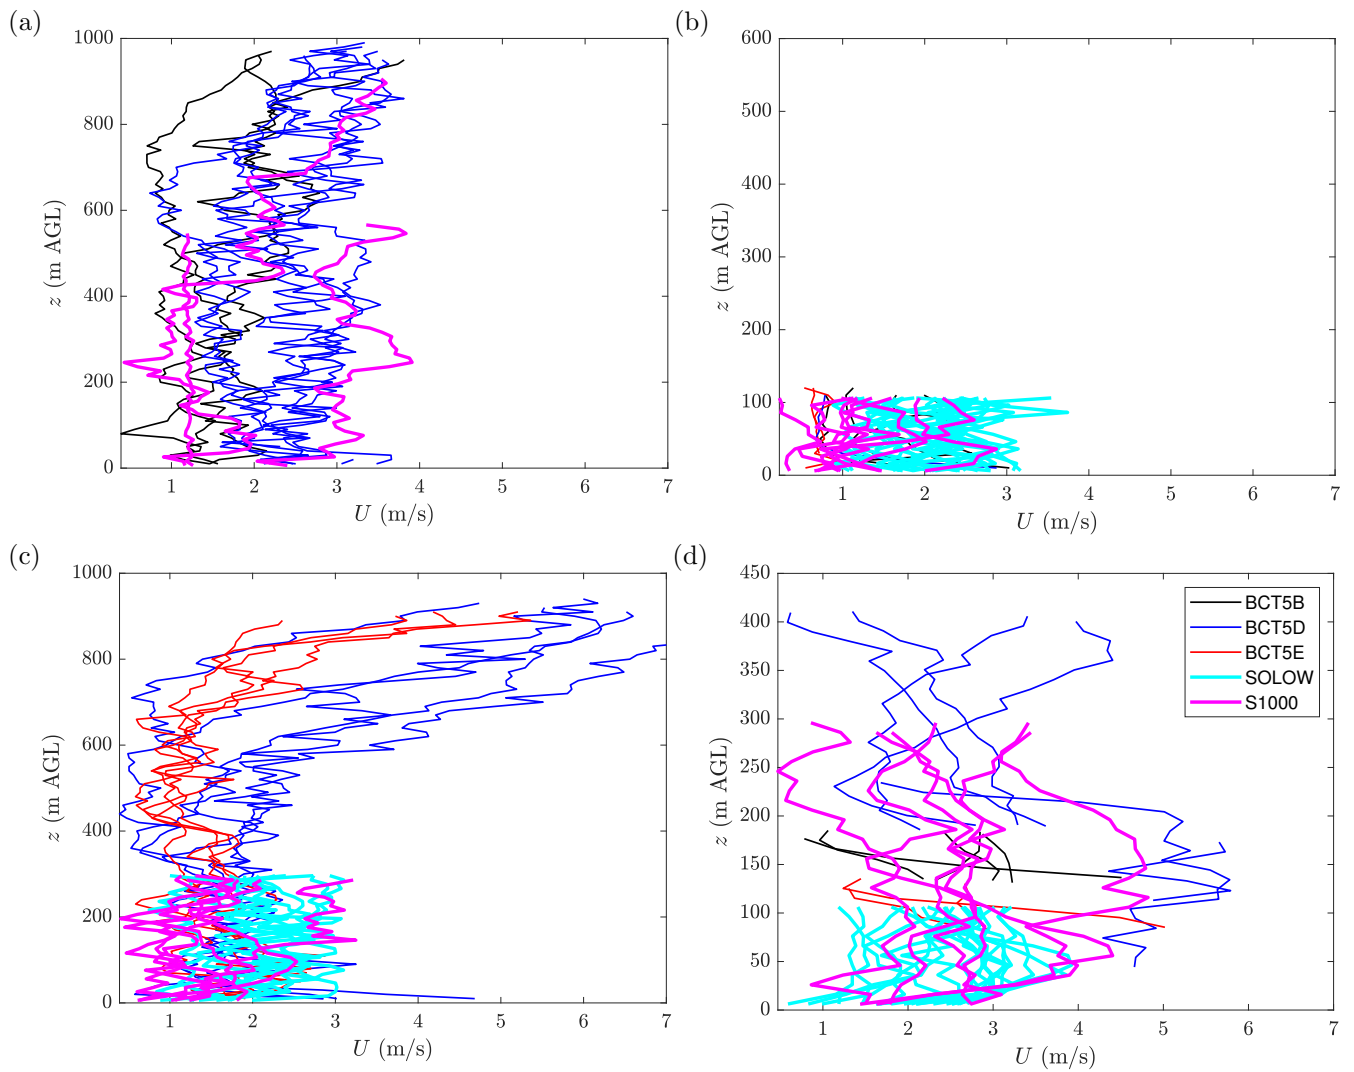 (a)
1000
800
600
400
200
0
z (m AGL)
1 2 3 4 5 6 7
U (m/s)
(b)
600
500
400
300
200
100
0
z (m AGL)
1 2 3 4 5 6 7
U (m/s)
(c)
1000
800
600
400
200
0
z (m AGL)
1 2 3 4 5 6 7
U (m/s)
(d)
450
400
350
300
250
200
150
100
50
0
z (m AGL)
1 2 3 4 5 6 7
U (m/s)
BCT5B
BCT5D
BCT5E
SOLOW
S1000